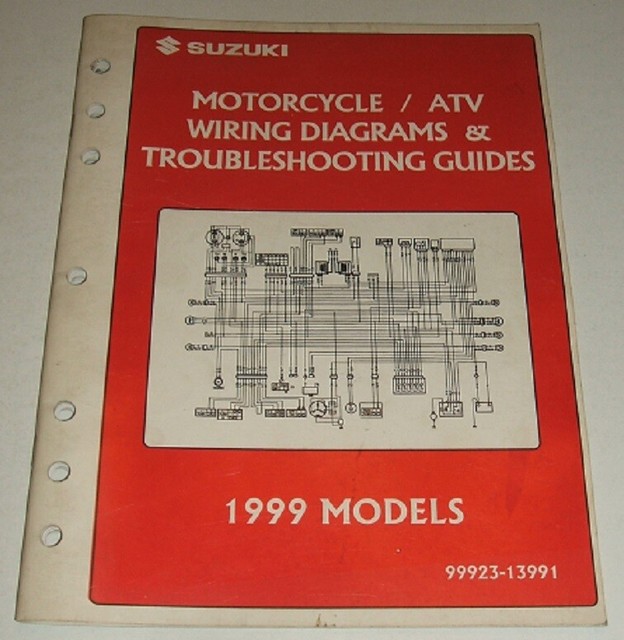 SUZUKI
MOTORCYCLE / ATV
WIRING DIAGRAMS &
TROUBLESHOOTING GUIDES
1999 MODELS
99923-13991